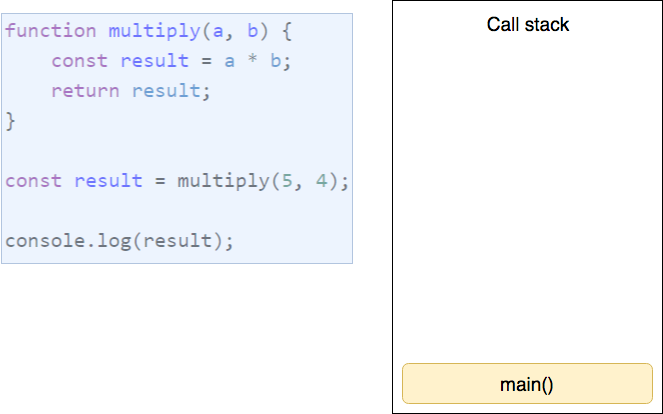 function multiply(a, b) {
    const result = a * b;
    return result;
}
const result = multiply(5, 4);
console.log(result);
Call stack
main()